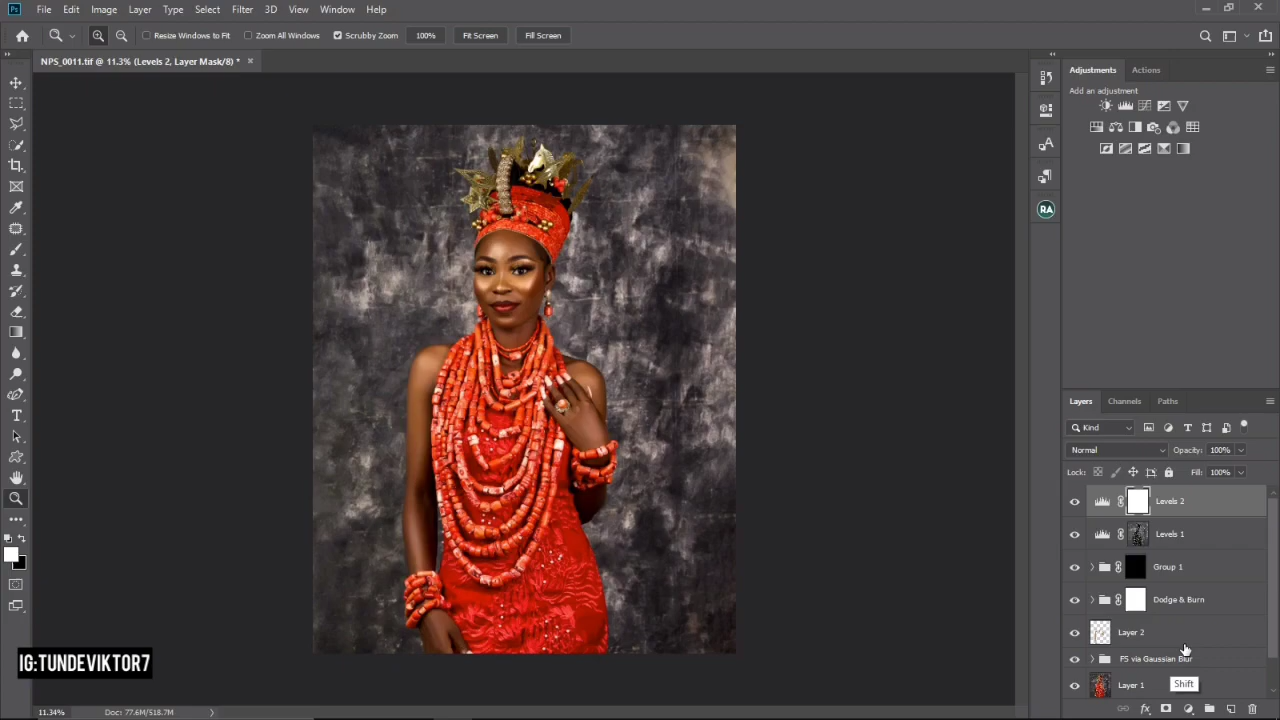 Ps File Edit Image Layer Type Select Filter 3D View Window Help
Resize Windows to Fit Zoom All Windows Scrubby Zoom 100% Fit Screen Fill Screen
NPS_0011.tif @ 11.3% (Levels 2, Layer Mask/8) *
Adjustments Actions
Add an adjustment
RA
Layers Channels Paths
Kind
Normal Opacity: 100%
Lock: Fill: 100%
Levels 2
Levels 1
Group 1
Dodge & Burn
Layer 2
FS via Gaussian Blur
Layer 1
Shift
IG:TUNDEVIKTOR7
11.34% Doc: 77.6M/518.7M